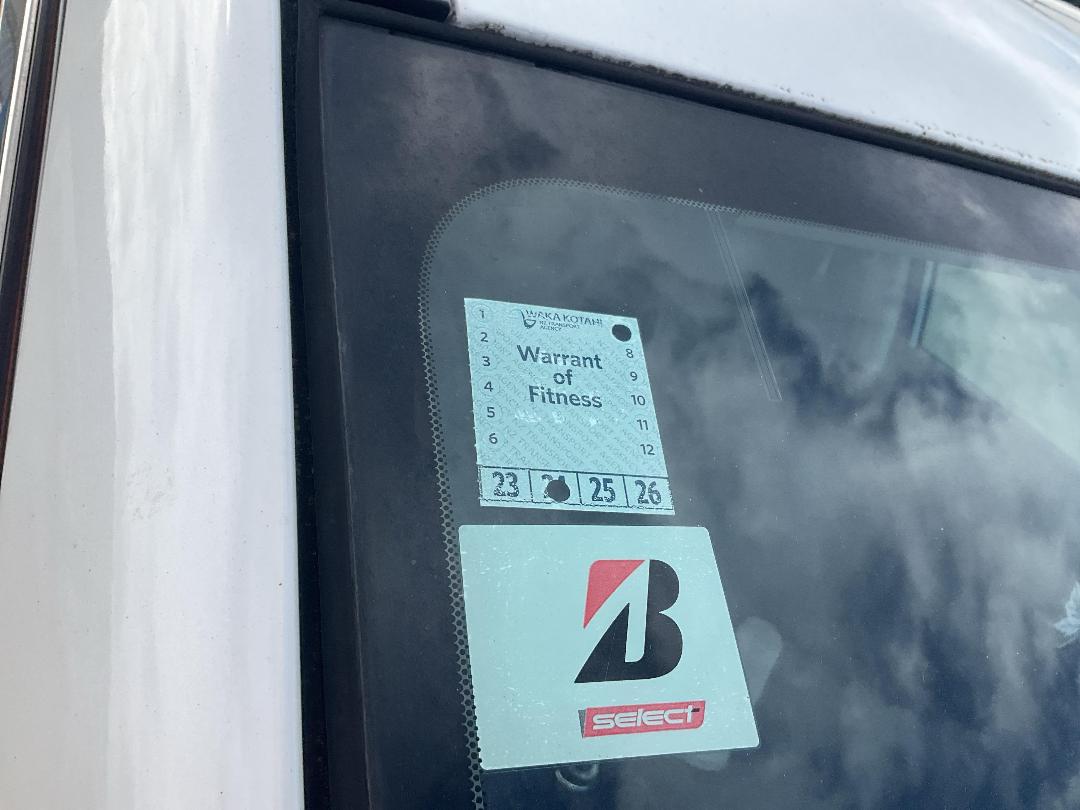 WAKA KOTAHI
NZ TRANSPORT
AGENCY
Warrant
of
Fitness
1
2
3
4
5
6
8
9
10
11
12
23 25 26
B
select